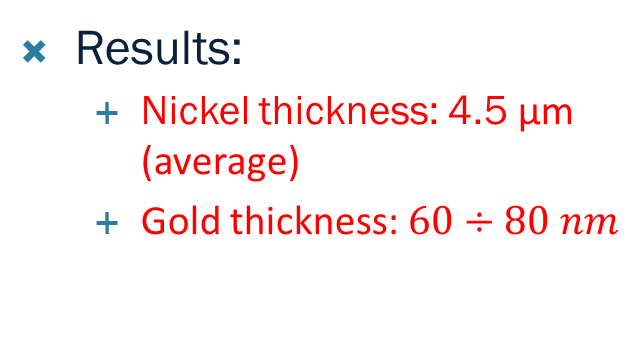 Results:
Nickel thickness: 4.5 μm
(average)
Gold thickness: 60 ÷ 80 nm